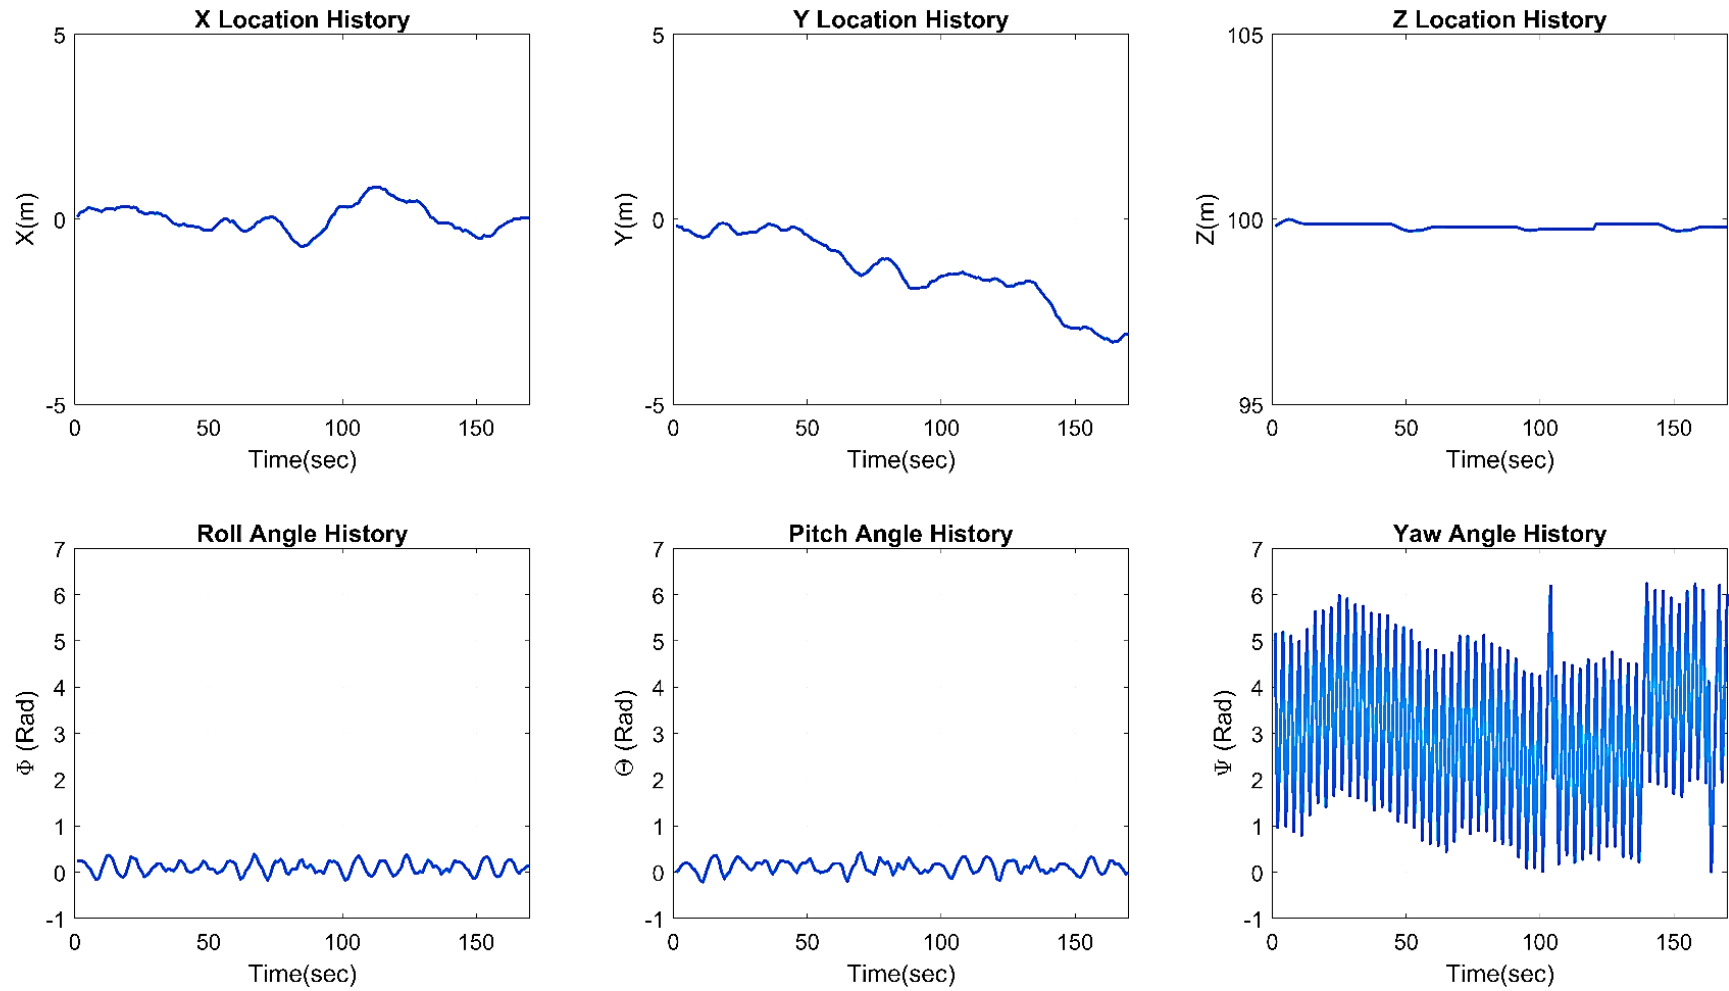 X Location History
5
0
-5
X(m)
0 50 100 150
Time(sec)
Y Location History
5
0
-5
Y(m)
0 50 100 150
Time(sec)
Z Location History
105
100
95
Z(m)
0 50 100 150
Time(sec)
Roll Angle History
7
6
5
4
3
2
1
0
-1
Φ (Rad)
0 50 100 150
Time(sec)
Pitch Angle History
7
6
5
4
3
2
1
0
-1
Θ (Rad)
0 50 100 150
Time(sec)
Yaw Angle History
7
6
5
4
3
2
1
0
-1
Ψ (Rad)
0 50 100 150
Time(sec)